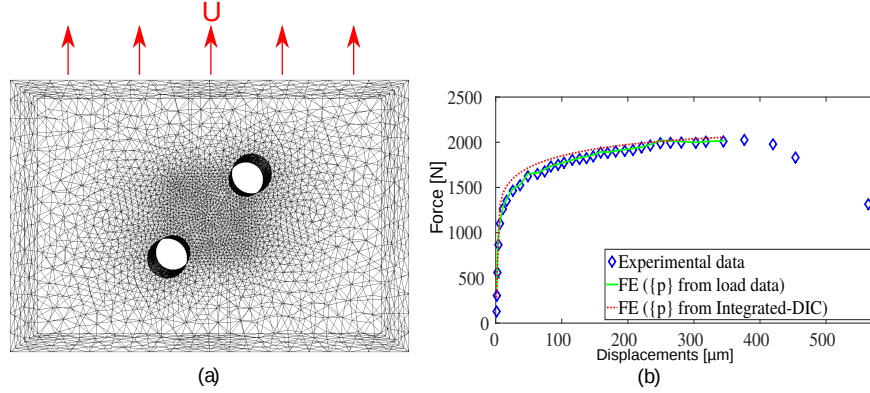 U
(a)
2500
2000
1500
1000
500
0
Force [N]
Experimental data
FE ({p} from load data)
FE ({p} from Integrated-DIC)
0 100 200 300 400 500
Displacements [μm]
(b)